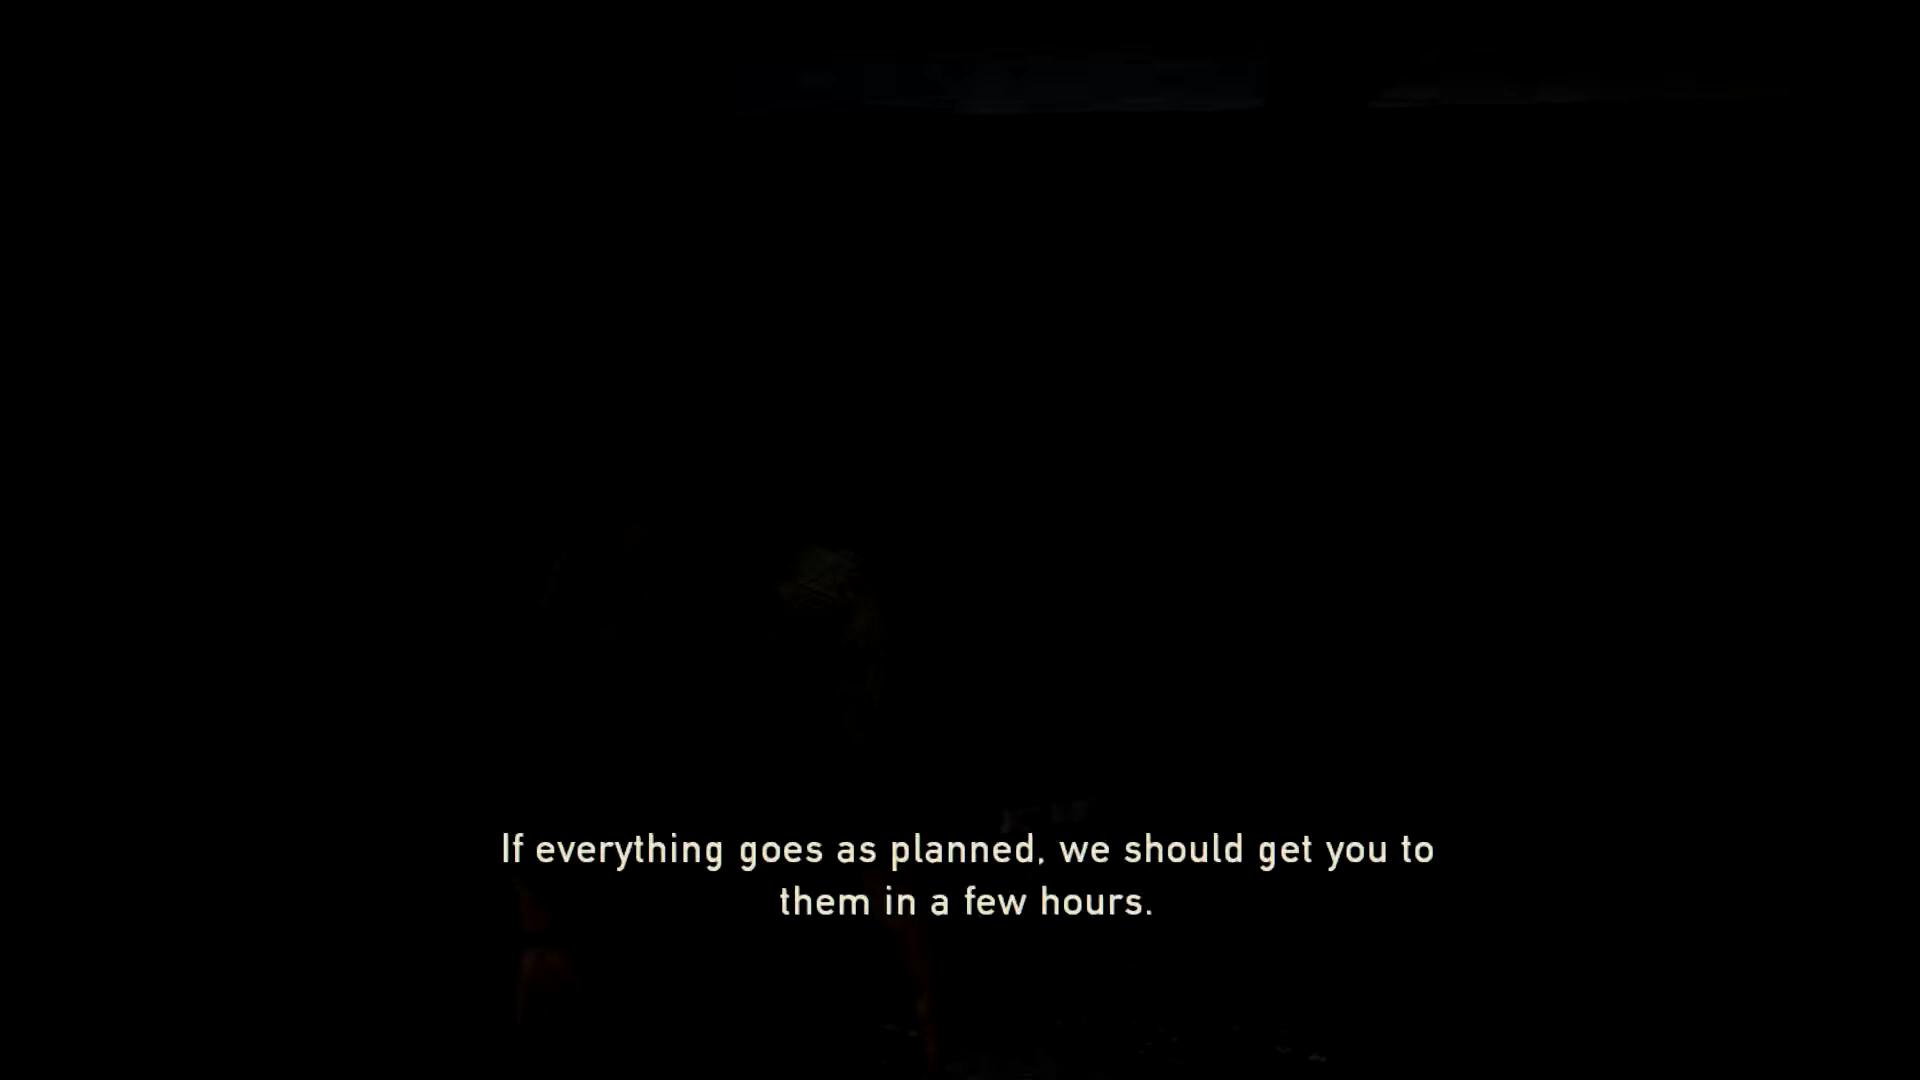 If everything goes as planned, we should get you to
them in a few hours.